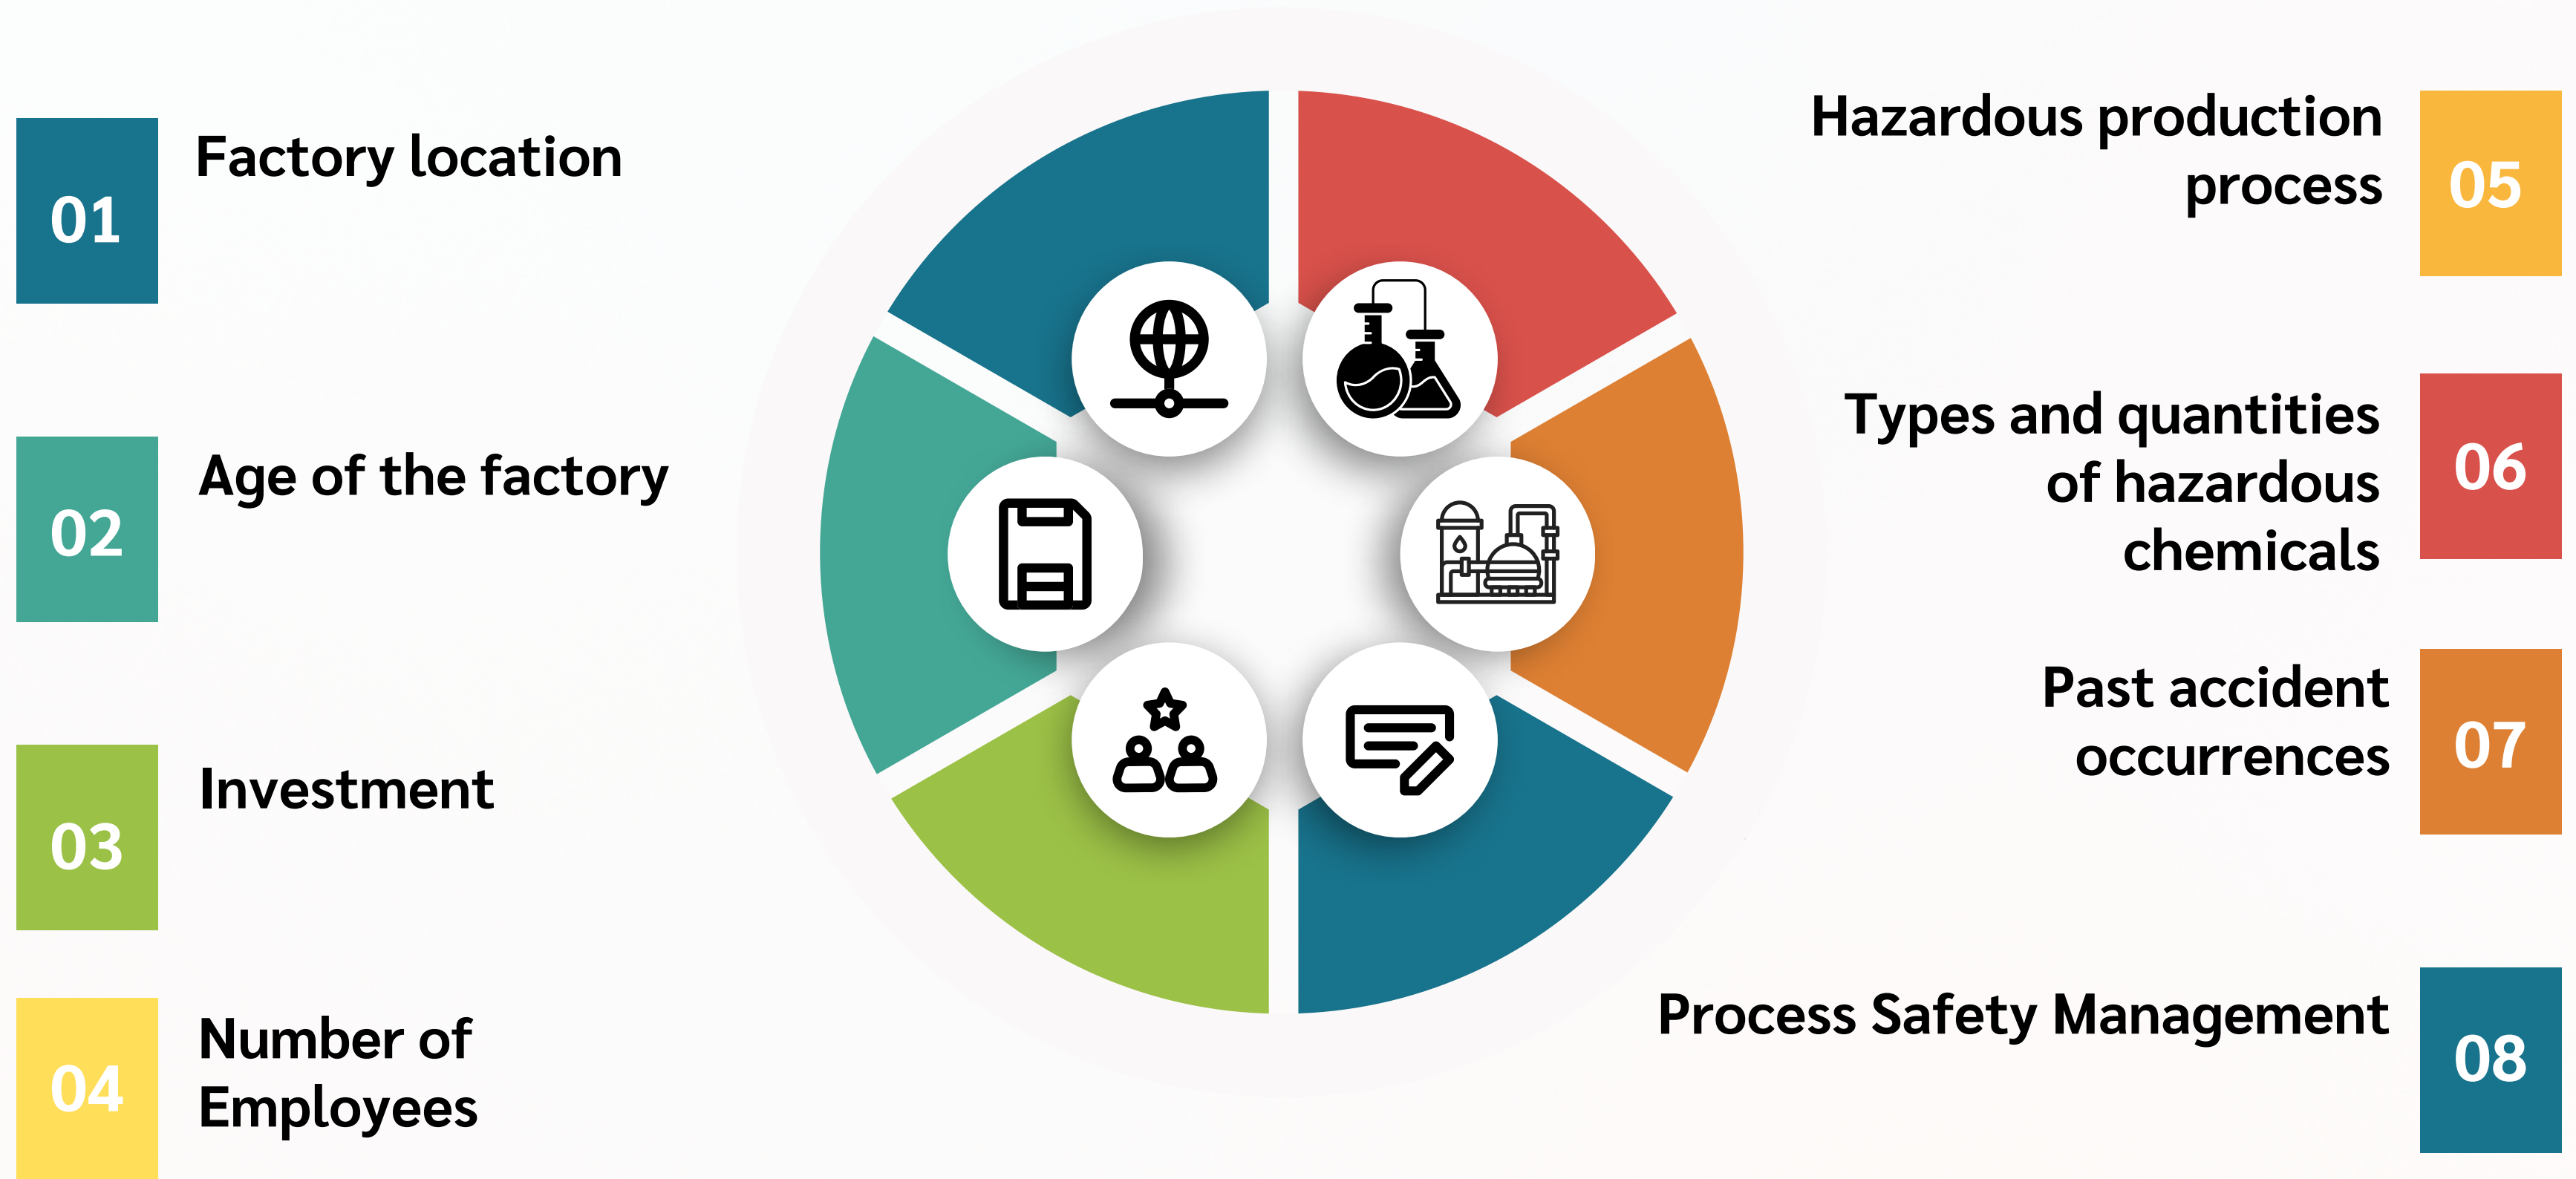 01
Factory location
02
Age of the factory
03
Investment
04
Number of
Employees
Hazardous production
process
05
Types and quantities
of hazardous
chemicals
06
Past accident
occurrences
07
Process Safety Management
08